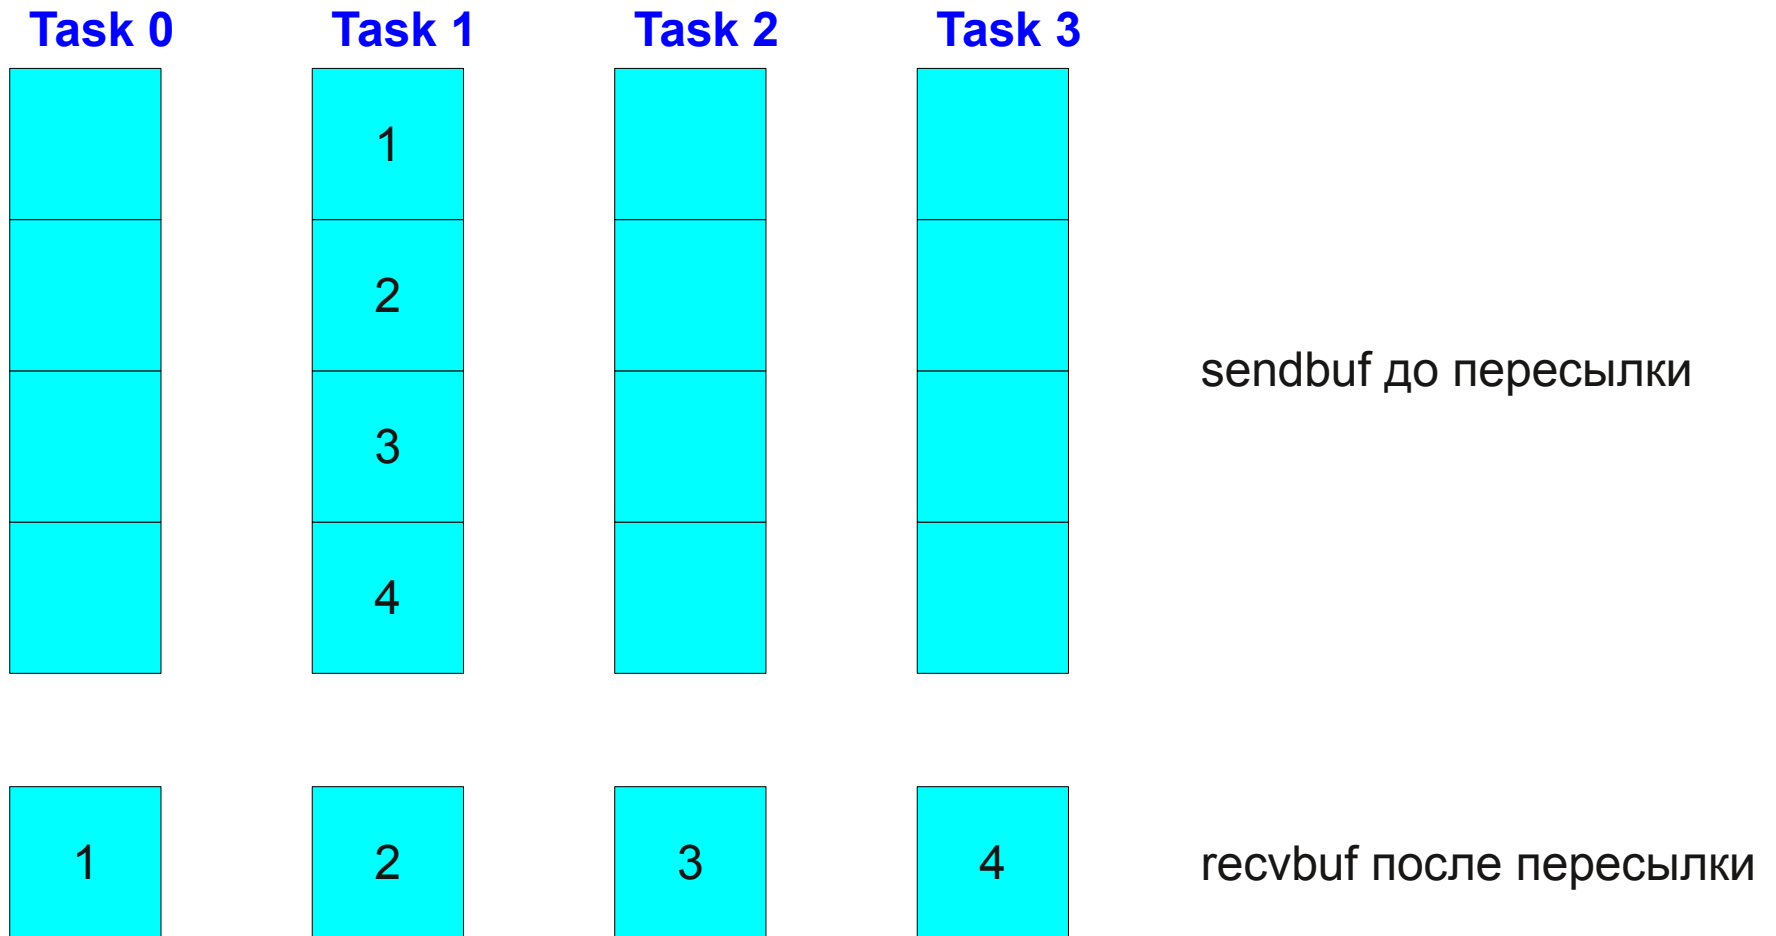 Task 0 Task 1 Task 2 Task 3
1
2
sendbuf до пересылки
3
4
1 2 3 4 recvbuf после пересылки